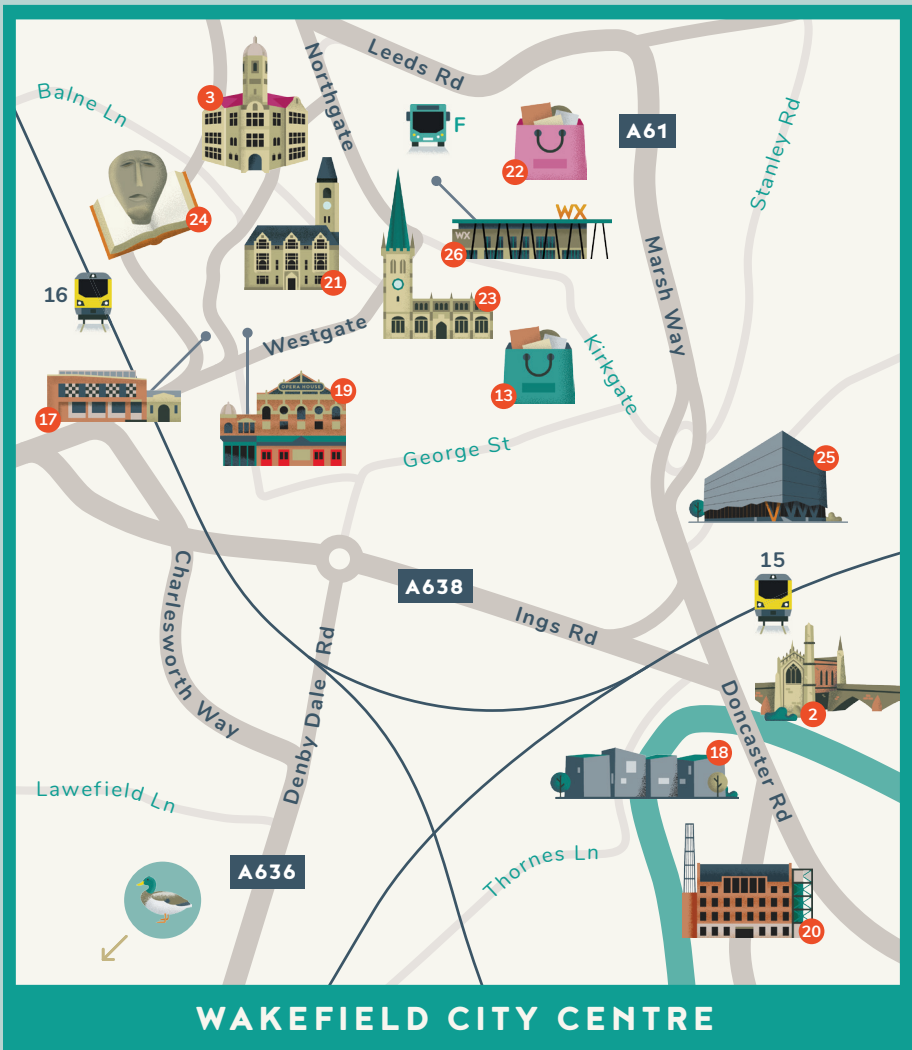 Leeds Rd
Northgate
Balne Ln
3
F
22
A61
Stanley Rd
24
WX
WX
26
21
23
Marsh Way
16
Westgate
Kirkgate
17
OPERA HOUSE
19
13
George St
25
15
A638
Ings Rd
Charlesworth Way
Denby Dale Rd
Doncaster Rd
2
18
Lawefield Ln
Thornes Ln
A636
20
WAKEFIELD CITY CENTRE